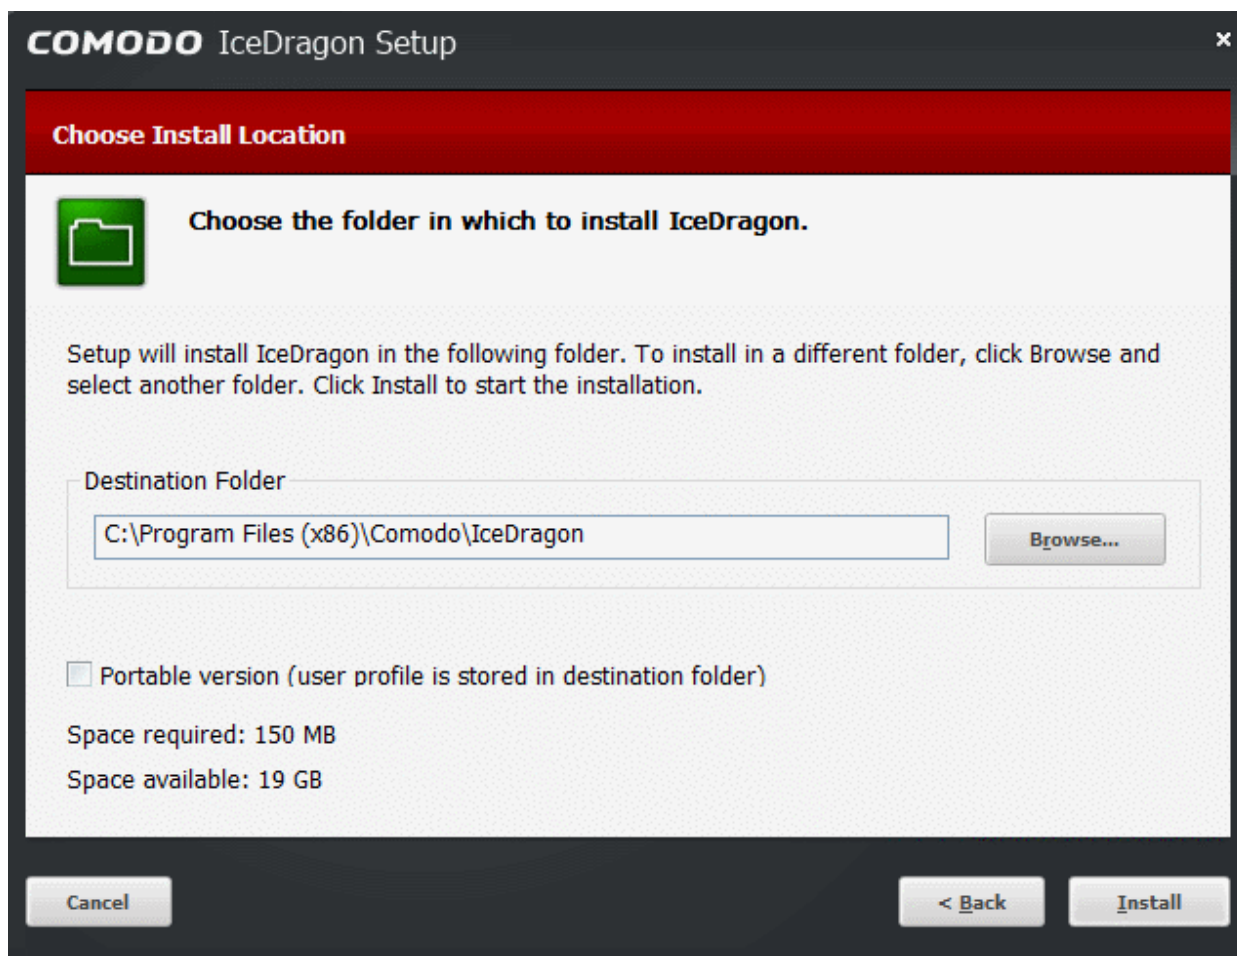 COMODO IceDragon Setup
Choose Install Location
Choose the folder in which to install IceDragon.
Setup will install IceDragon in the following folder. To install in a different folder, click Browse and
select another folder. Click Install to start the installation.
Destination Folder
C:\Program Files (x86)\Comodo\IceDragon
Browse...
Portable version (user profile is stored in destination folder)
Space required: 150 MB
Space available: 19 GB
Cancel
< Back
Install